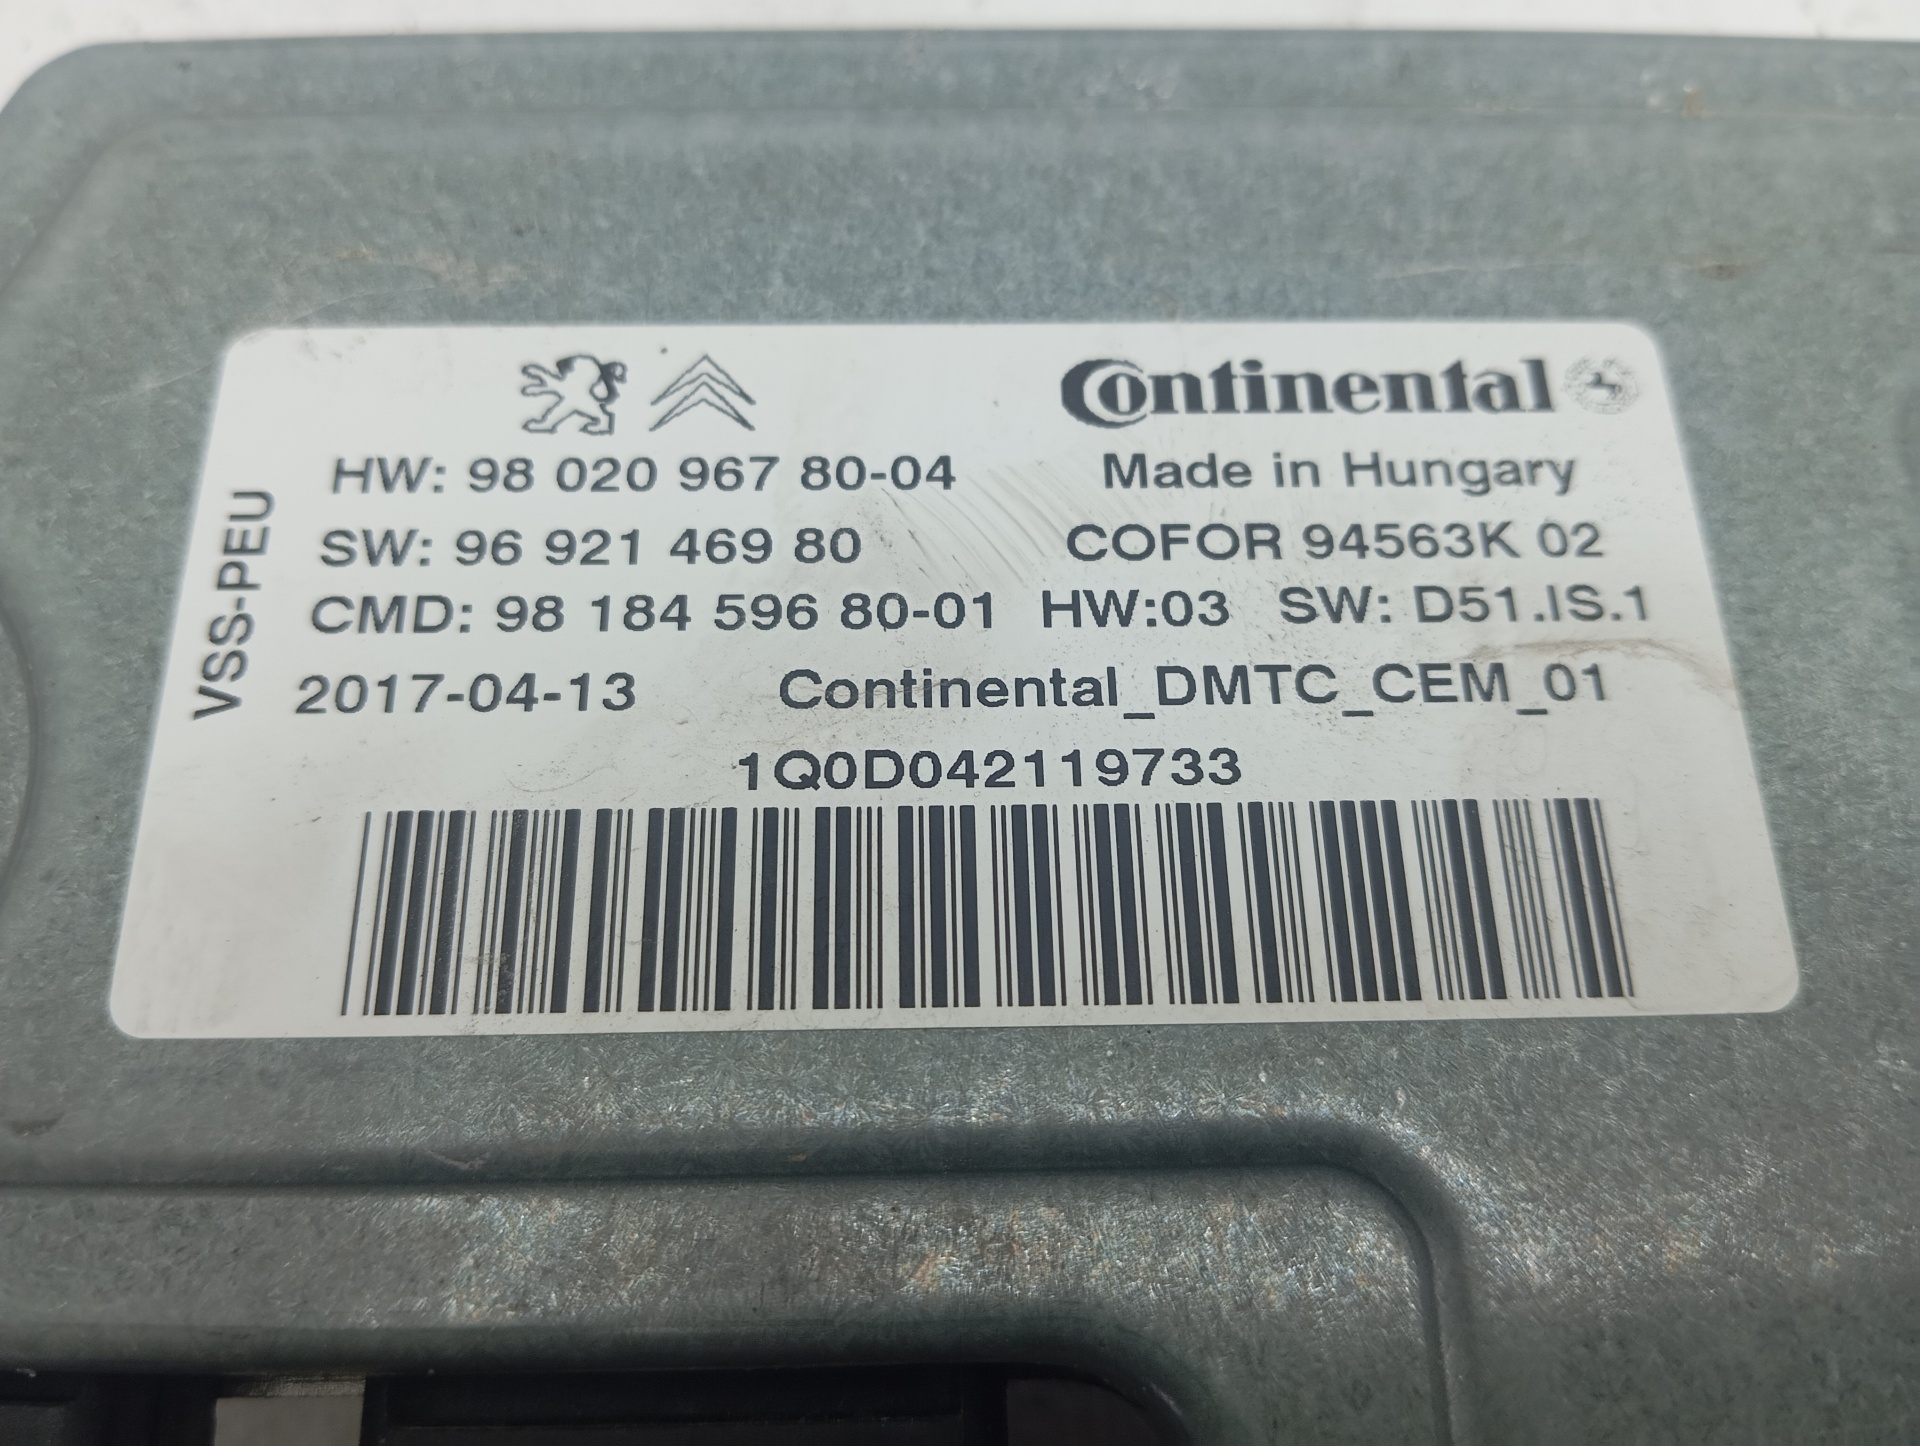 Continental
HW: 98 020 967 80-04
Made in Hungary
SW: 96 921 469 80
COFOR 94563K 02
CMD: 98 184 596 80-01 HW:03 SW: D51.IS.1
2017-04-13 Continental_DMTC_CEM_01
1Q0D042119733
VSS-PEU